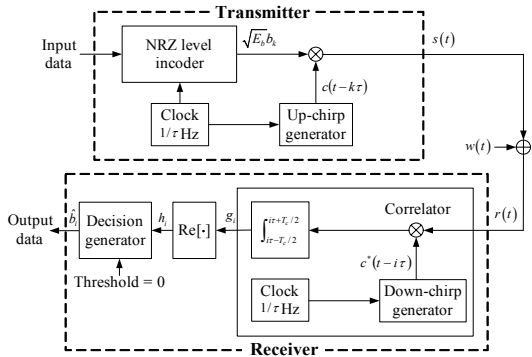 Transmitter
Input data
NRZ level incoder
√E_b b_k
s(t)
c(t−kτ)
Clock 1/τ Hz
Up-chirp generator
w(t)
r(t)
Output data
b̂_i
Decision generator
h_i
Re[·]
g_i
∫_{iτ−T_c/2}^{iτ+T_c/2}
Correlator
c*(t−iτ)
Threshold = 0
Clock 1/τ Hz
Down-chirp generator
Receiver